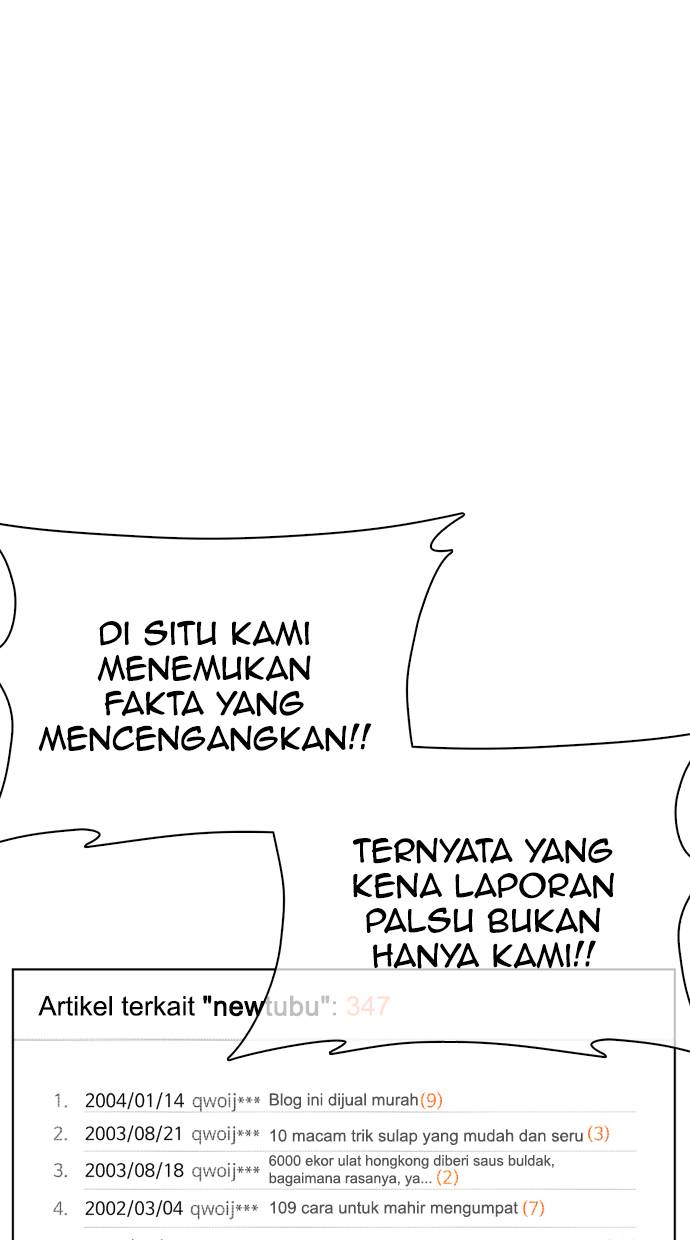 DI SITU KAMI
MENEMUKAN
FAKTA YANG
MENCENGANGKAN!!
TERNYATA YANG
KENA LAPORAN
PALSU BUKAN
HANYA KAMI!!
Artikel terkait "newtubu": 347
1. 2004/01/14 qwoij*** Blog ini dijual murah(9)
2. 2003/08/21 qwoij*** 10 macam trik sulap yang mudah dan seru (3)
3. 2003/08/18 qwoij*** 6000 ekor ulat hongkong diberi saus buldak,
bagaimana rasanya, ya... (2)
4. 2002/03/04 qwoij*** 109 cara untuk mahir mengumpat (7)